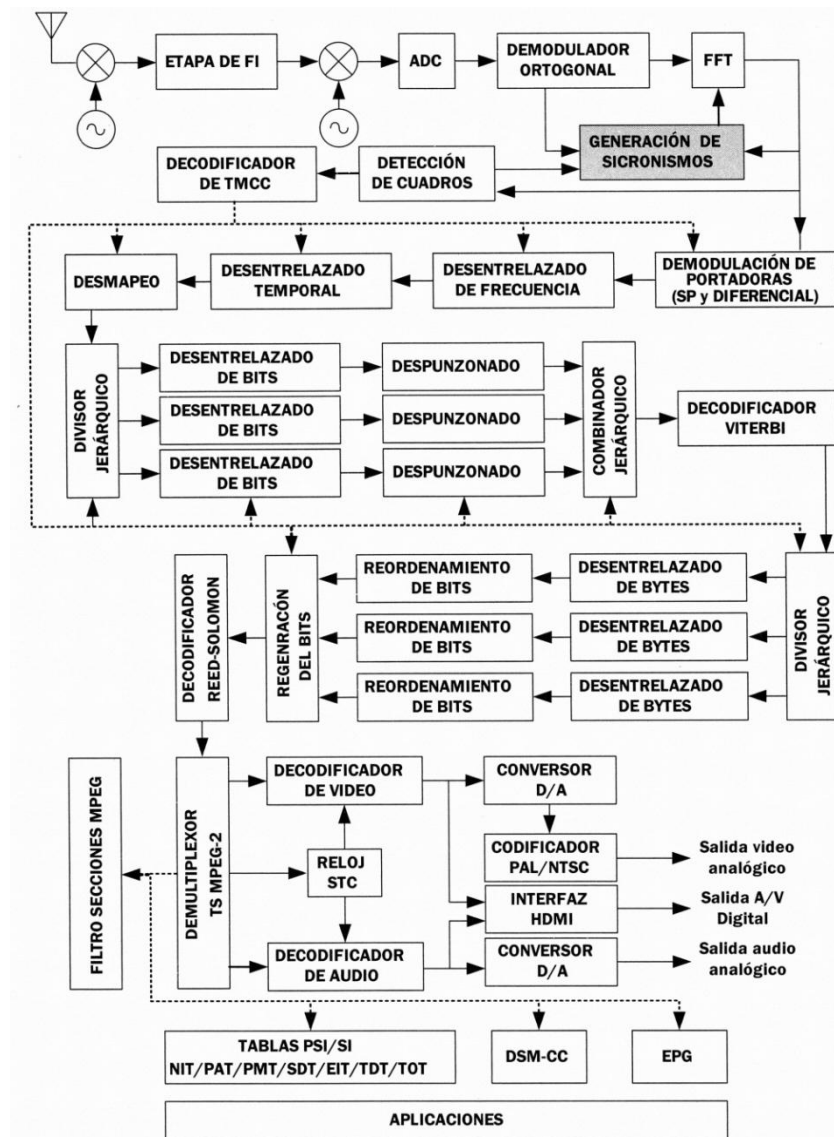 ETAPA DE FI
ADC
DEMODULADOR
ORTOGONAL
FFT
GENERACIÓN DE
SICRONISMOS
DECODIFICADOR
DE TMCC
DETECCIÓN
DE CUADROS
DESMAPEO
DESENTRELAZADO
TEMPORAL
DESENTRELAZADO
DE FRECUENCIA
DEMODULACIÓN DE
PORTADORAS
(SP y DIFERENCIAL)
DIVISOR
JERÁRQUICO
DESENTRELAZADO
DE BITS
DESPUNZONADO
DESENTRELAZADO
DE BITS
DESPUNZONADO
DESENTRELAZADO
DE BITS
DESPUNZONADO
COMBINADOR
JERÁRQUICO
DECODIFICADOR
VITERBI
DECODIFICADOR
REED-SOLOMON
REGENRACÓN
DEL BITS
REORDENAMIENTO
DE BITS
DESENTRELAZADO
DE BYTES
REORDENAMIENTO
DE BITS
DESENTRELAZADO
DE BYTES
REORDENAMIENTO
DE BITS
DESENTRELAZADO
DE BYTES
DIVISOR
JERÁRQUICO
FILTRO SECCIONES MPEG
DEMULTIPLEXOR
TS MPEG-2
DECODIFICADOR
DE VIDEO
RELOJ
STC
DECODIFICADOR
DE AUDIO
CONVERSOR
D/A
CODIFICADOR
PAL/NTSC
INTERFAZ
HDMI
CONVERSOR
D/A
Salida video
analógico
Salida A/V
Digital
Salida audio
analógico
TABLAS PSI/SI
NIT/PAT/PMT/SDT/EIT/TDT/TOT
DSM-CC
EPG
APLICACIONES